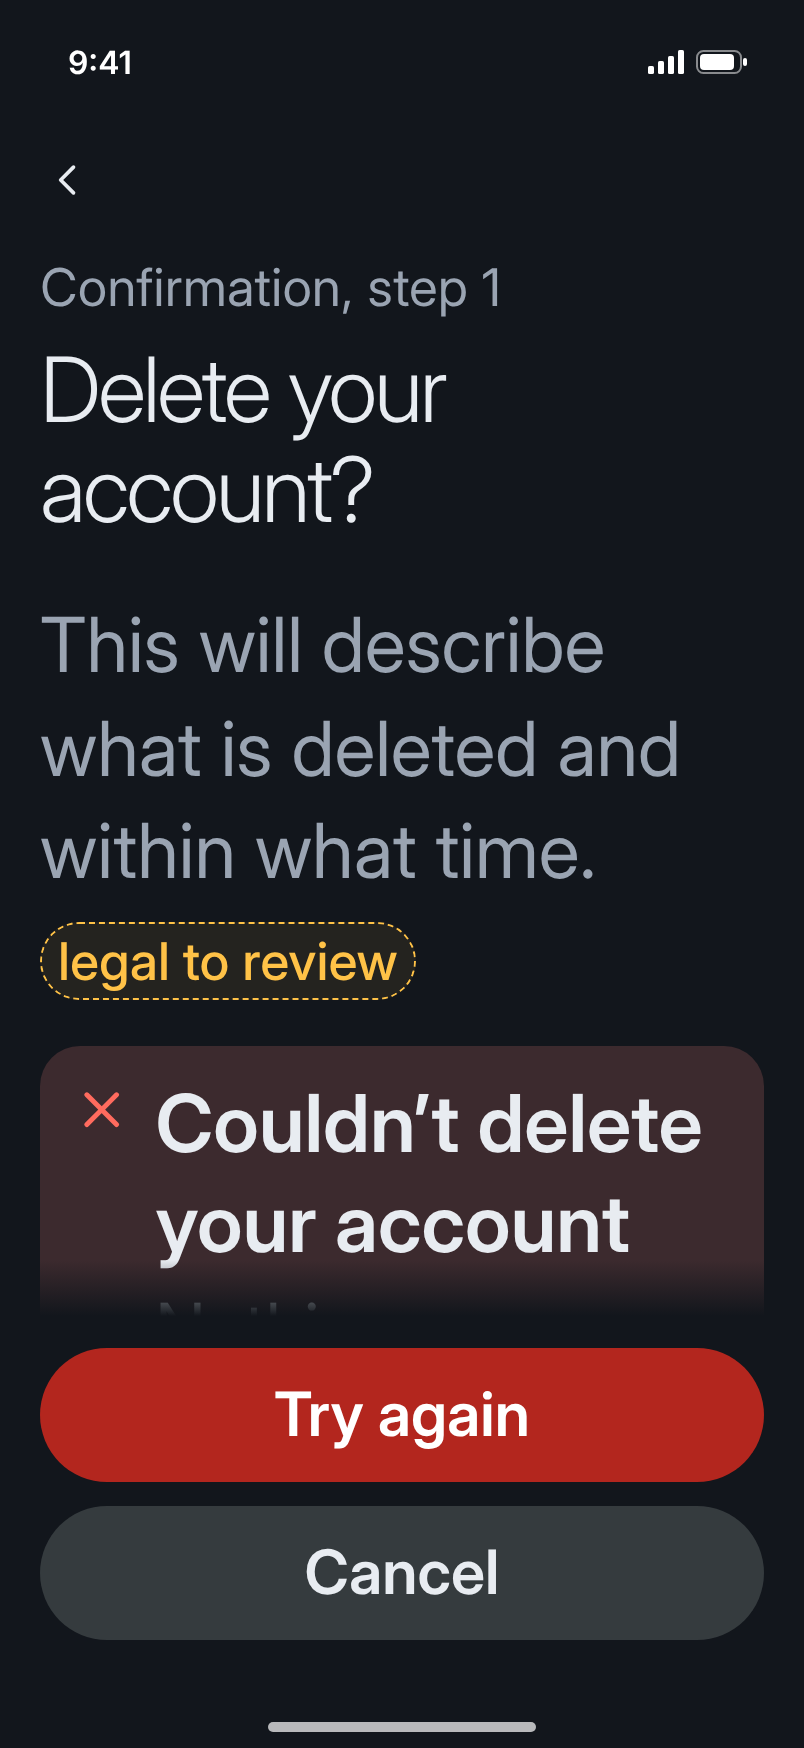 9:41
Confirmation, step 1
Delete your
account?
This will describe
what is deleted and
within what time.
legal to review
Couldn’t delete
your account
Try again
Cancel